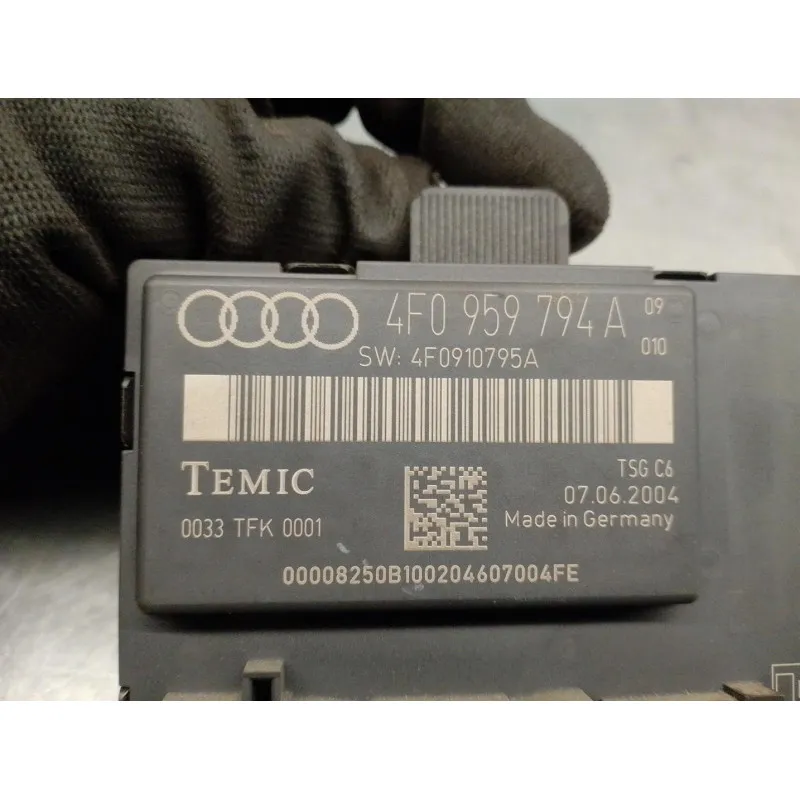 4F0 959 794 A 09
010
SW: 4F0910795A
TEMIC
TSG C6
07.06.2004
0033 TFK 0001
Made in Germany
00008250B100204607004FE